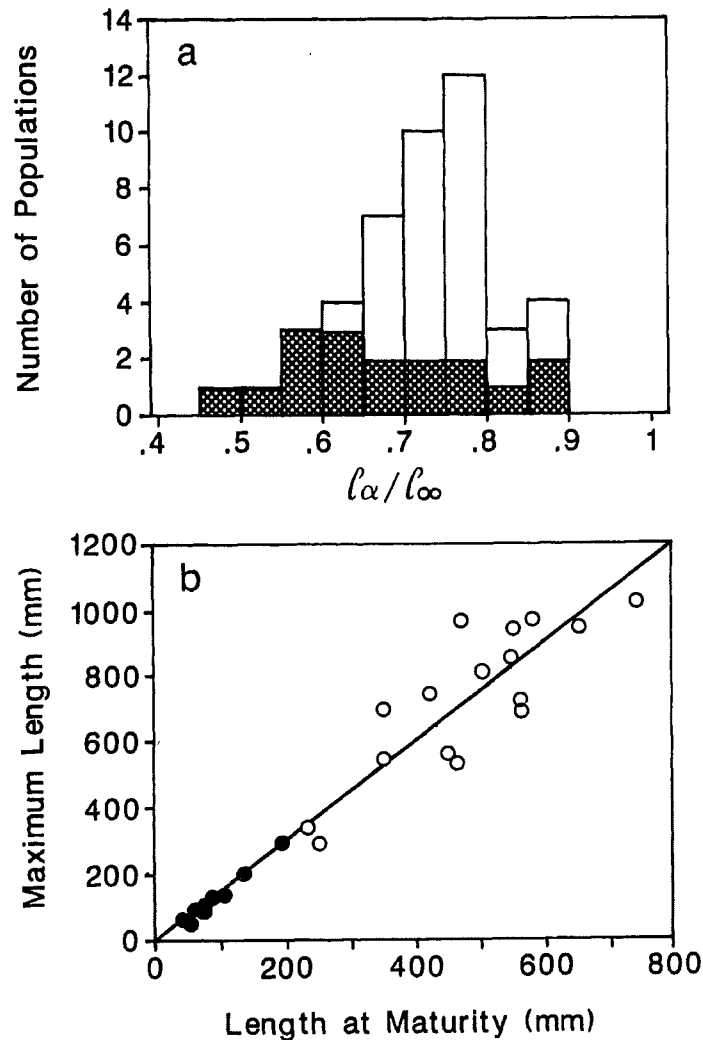 a
14
12
10
8
6
4
2
0
Number of Populations
.4 .5 .6 .7 .8 .9 1
ℓα/ℓ∞
b
1200
1000
800
600
400
200
0
Maximum Length (mm)
0 200 400 600 800
Length at Maturity (mm)